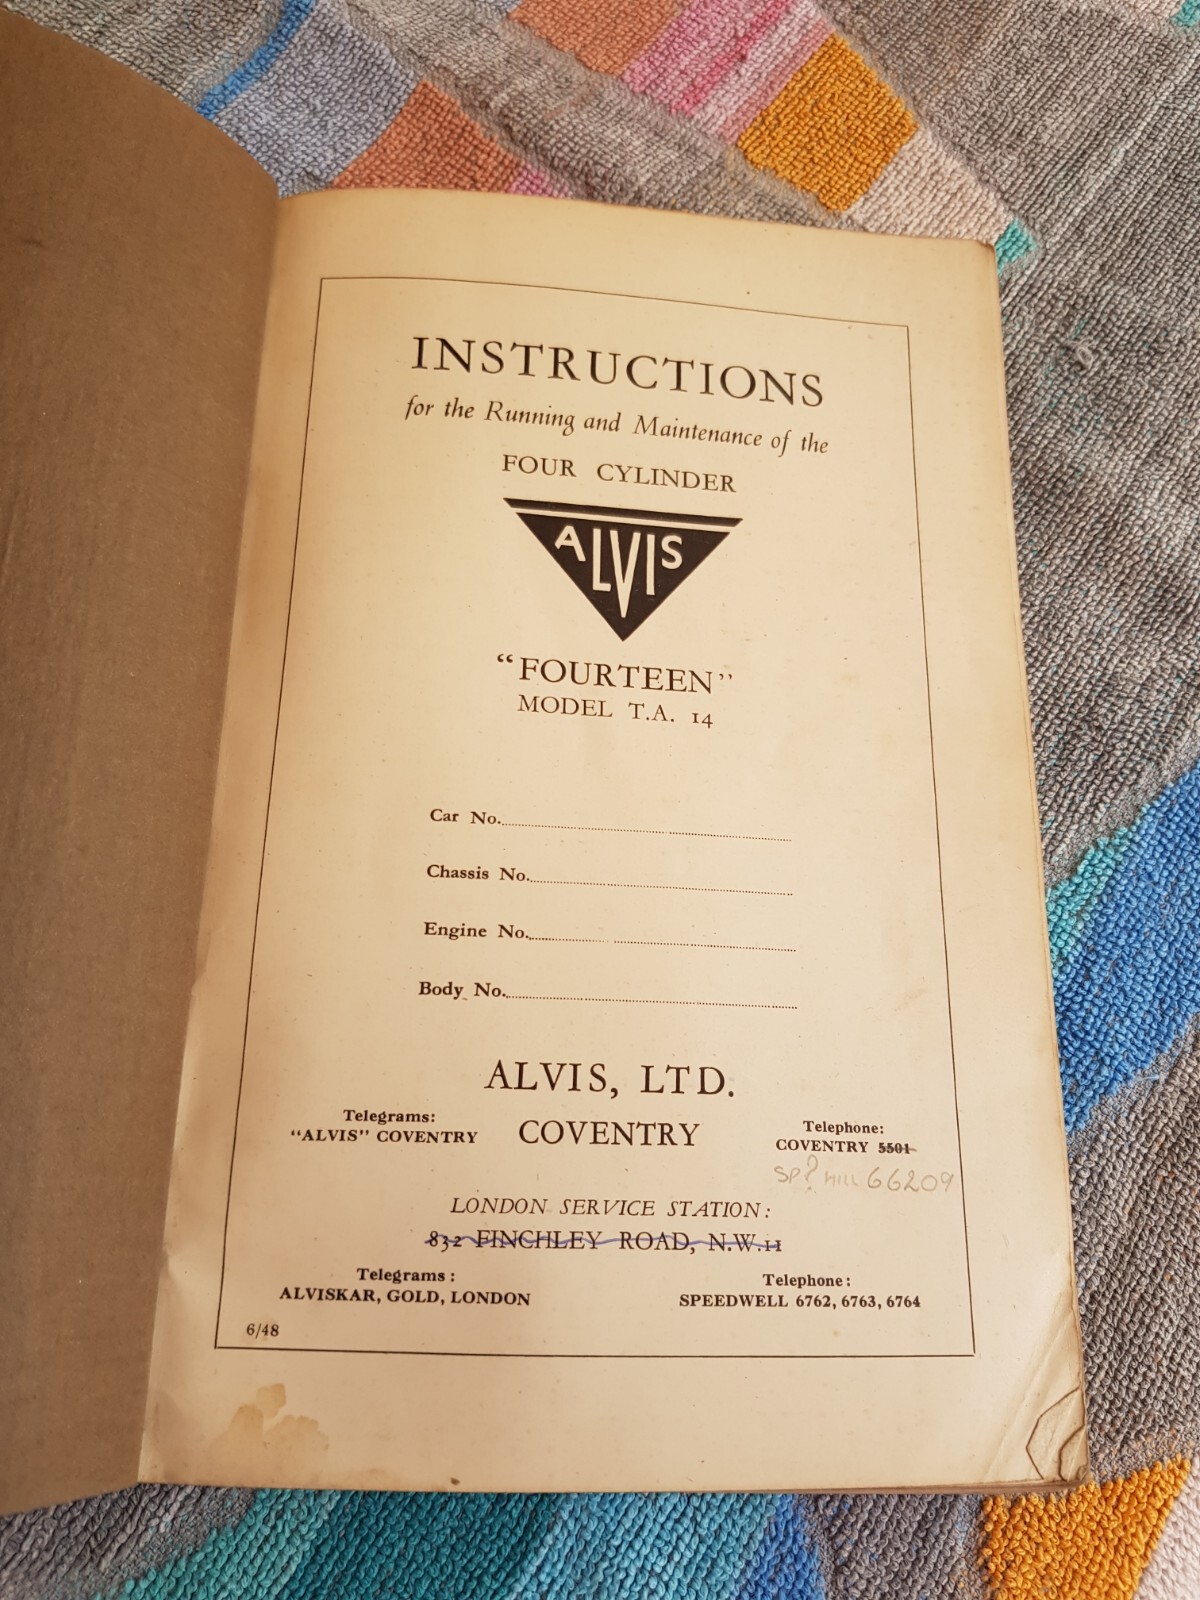 INSTRUCTIONS
for the Running and Maintenance of the
FOUR CYLINDER
ALVIS
“FOURTEEN”
MODEL T.A. 14
Car No.
Chassis No.
Engine No.
Body No.
ALVIS, LTD.
COVENTRY
Telegrams:
"ALVIS" COVENTRY
Telephone:
COVENTRY 5501
HILL 66209
LONDON SERVICE STATION:
832 FINCHLEY ROAD, N.W.11
Telegrams:
ALVISKAR, GOLD, LONDON
Telephone:
SPEEDWELL 6762, 6763, 6764
6/48